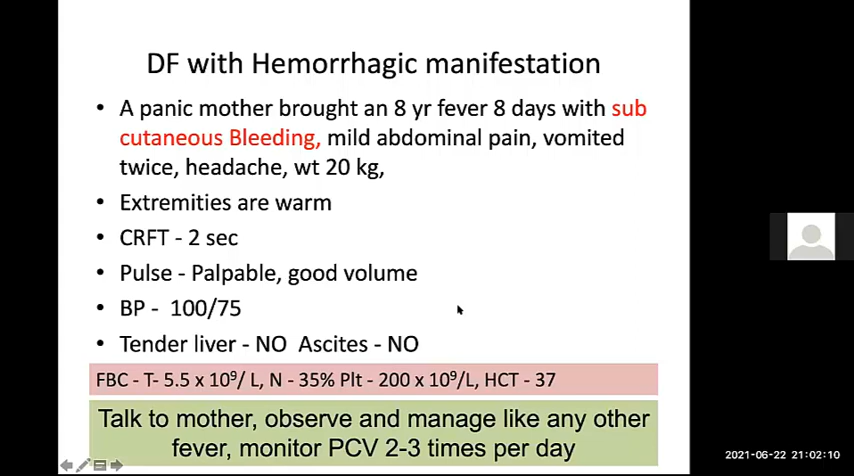 DF with Hemorrhagic manifestation
• A panic mother brought an 8 yr fever 8 days with sub
cutaneous Bleeding, mild abdominal pain, vomited
twice, headache, wt 20 kg,
• Extremities are warm
• CRFT - 2 sec
• Pulse - Palpable, good volume
• BP - 100/75
• Tender liver - NO Ascites - NO
FBC - T- 5.5 x 10⁹/ L, N - 35% Plt - 200 x 10⁹/L, HCT - 37
Talk to mother, observe and manage like any other
fever, monitor PCV 2-3 times per day
2021-06-22 21:02:10